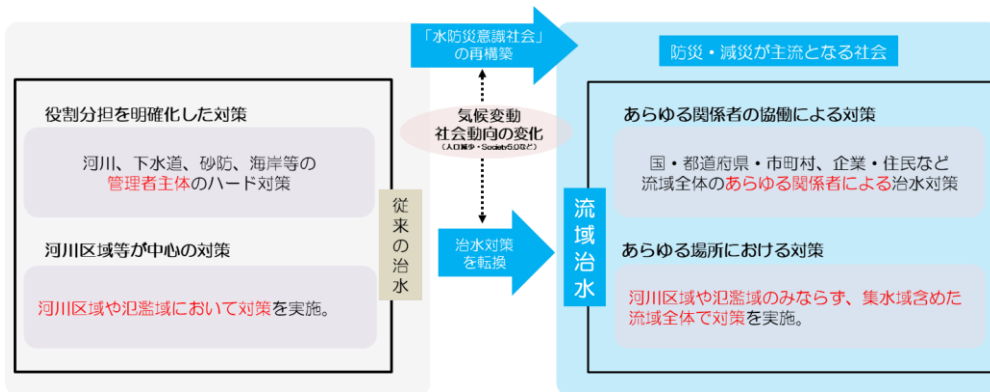 「水防災意識社会」
の再構築
防災・減災が主流となる社会
役割分担を明確化した対策
河川、下水道、砂防、海岸等の
管理者主体のハード対策
河川区域等が中心の対策
河川区域や氾濫域において対策を実施。
従来の治水
気候変動
社会動向の変化
(人口減少・Society5.0など)
治水対策
を転換
流域治水
あらゆる関係者の協働による対策
国・都道府県・市町村、企業・住民など
流域全体のあらゆる関係者による治水対策
あらゆる場所における対策
河川区域や氾濫域のみならず、集水域含めた
流域全体で対策を実施。